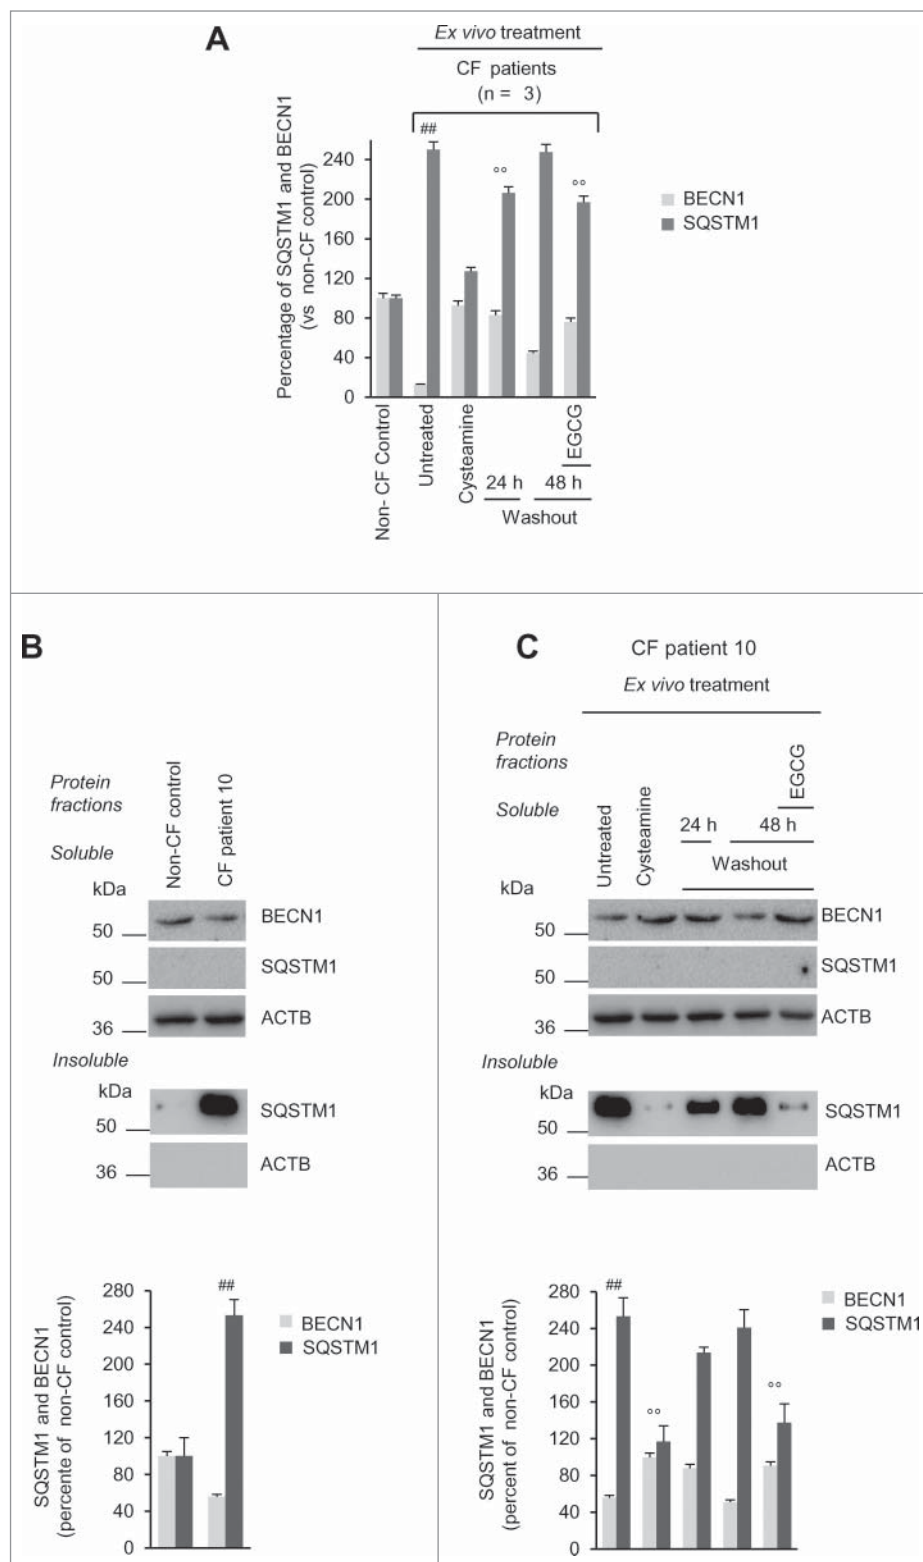 A
Ex vivo treatment
CF patients
(n = 3)
Percentage of SQSTM1 and BECN1
(vs non-CF control)
240
200
160
120
80
40
0
##
°°
°°
BECN1
SQSTM1
Non- CF Control
Untreated
Cysteamine
EGCG
24 h
48 h
Washout
B
Protein
fractions
Soluble
Non-CF control
CF patient 10
kDa
50
BECN1
50
SQSTM1
36
ACTB
Insoluble
kDa
50
SQSTM1
36
ACTB
SQSTM1 and BECN1
(percente of non-CF control)
280
240
200
160
120
80
40
0
##
BECN1
SQSTM1
C
CF patient 10
Ex vivo treatment
Protein
fractions
Soluble
Untreated
Cysteamine
EGCG
24 h
48 h
Washout
kDa
50
BECN1
50
SQSTM1
36
ACTB
Insoluble
kDa
50
SQSTM1
36
ACTB
SQSTM1 and BECN1
(percent of non-CF control)
280
240
200
160
120
80
40
0
##
°°
°°
BECN1
SQSTM1